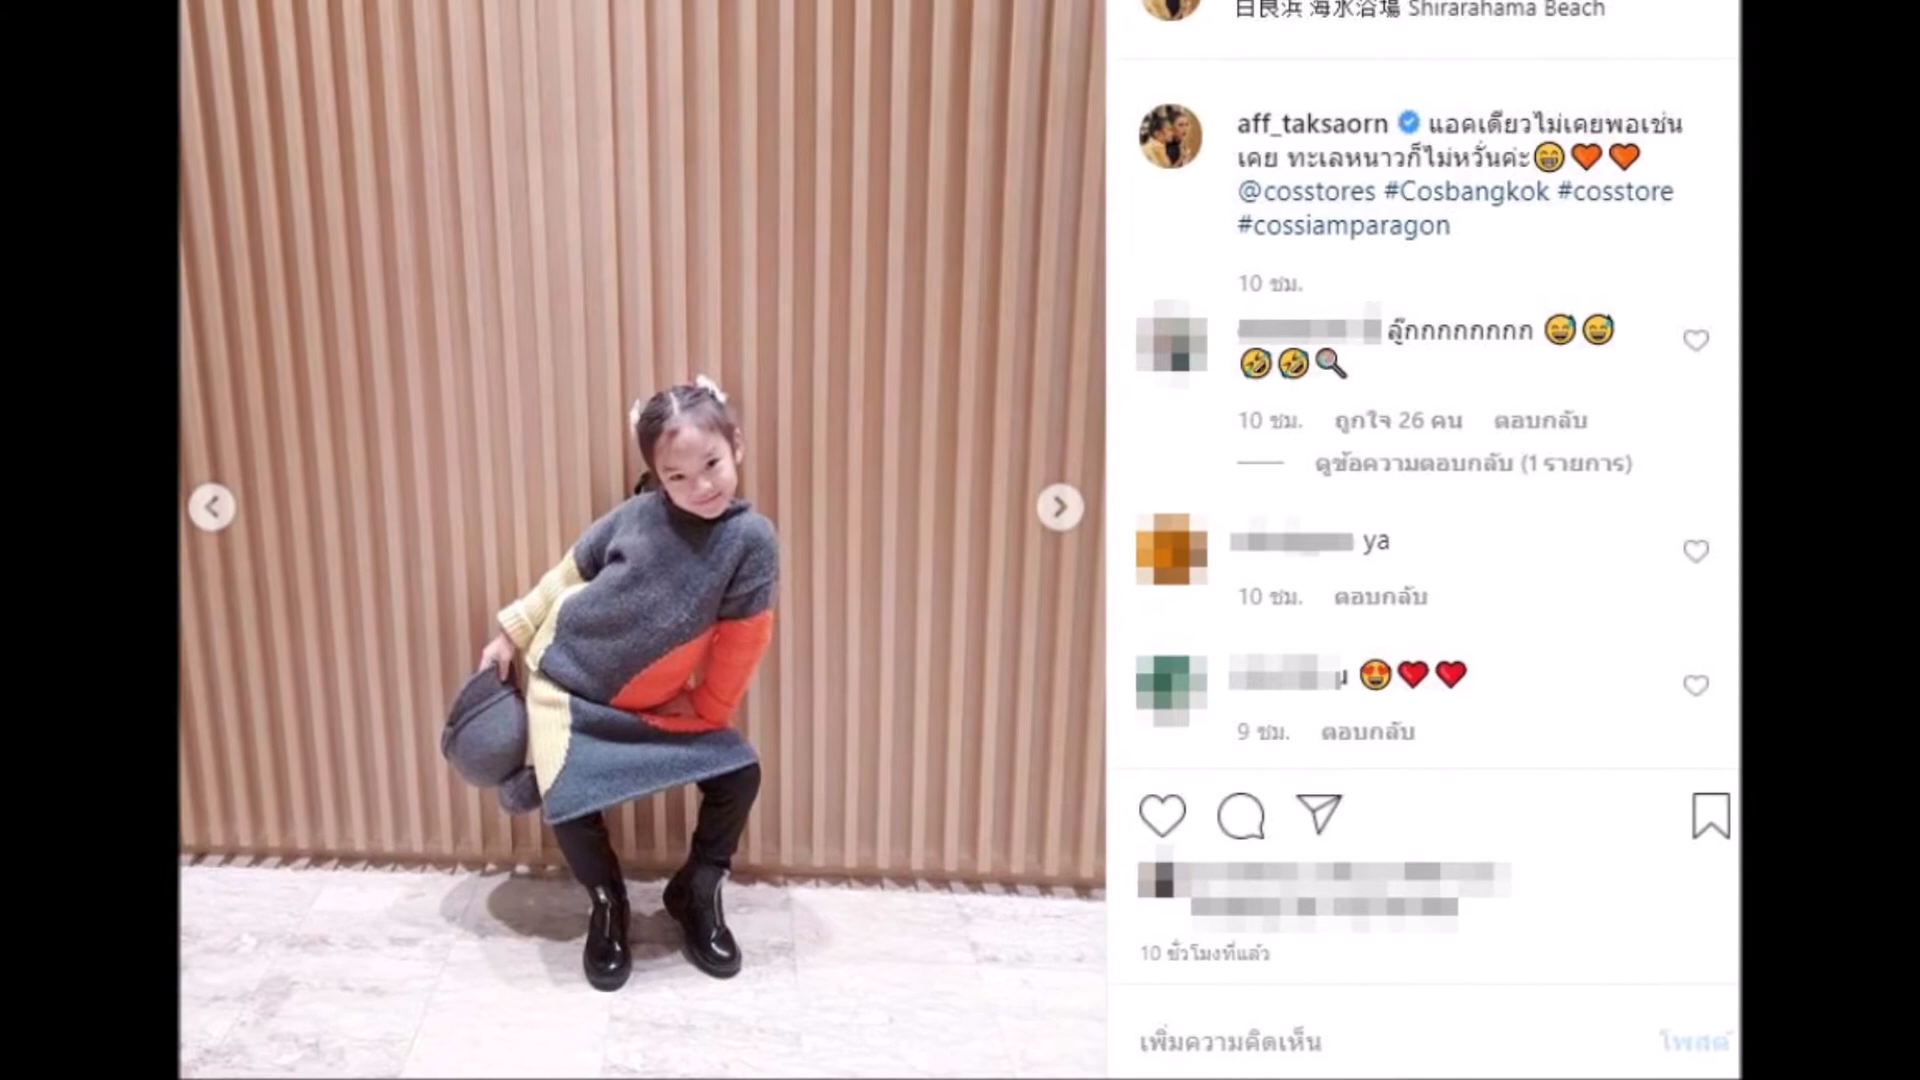 白良浜 海水浴場 Shirarahama Beach
aff_taksaorn แอคเดียวไม่เคยพอเช่น
เคย ทะเลหนาวก็ไม่หวั่นค่ะ😁🧡🧡
@cosstores #Cosbangkok #cosstore
#cossiamparagon
10 ชม.
ลู๊กกกกกกกกก 😅😅
🤣🤣🔍
10 ชม. ถูกใจ 26 คน ตอบกลับ
ดูข้อความตอบกลับ (1 รายการ)
ya
10 ชม. ตอบกลับ
😍❤️❤️
9 ชม. ตอบกลับ
10 ชั่วโมงที่แล้ว
เพิ่มความคิดเห็น
โพสต์